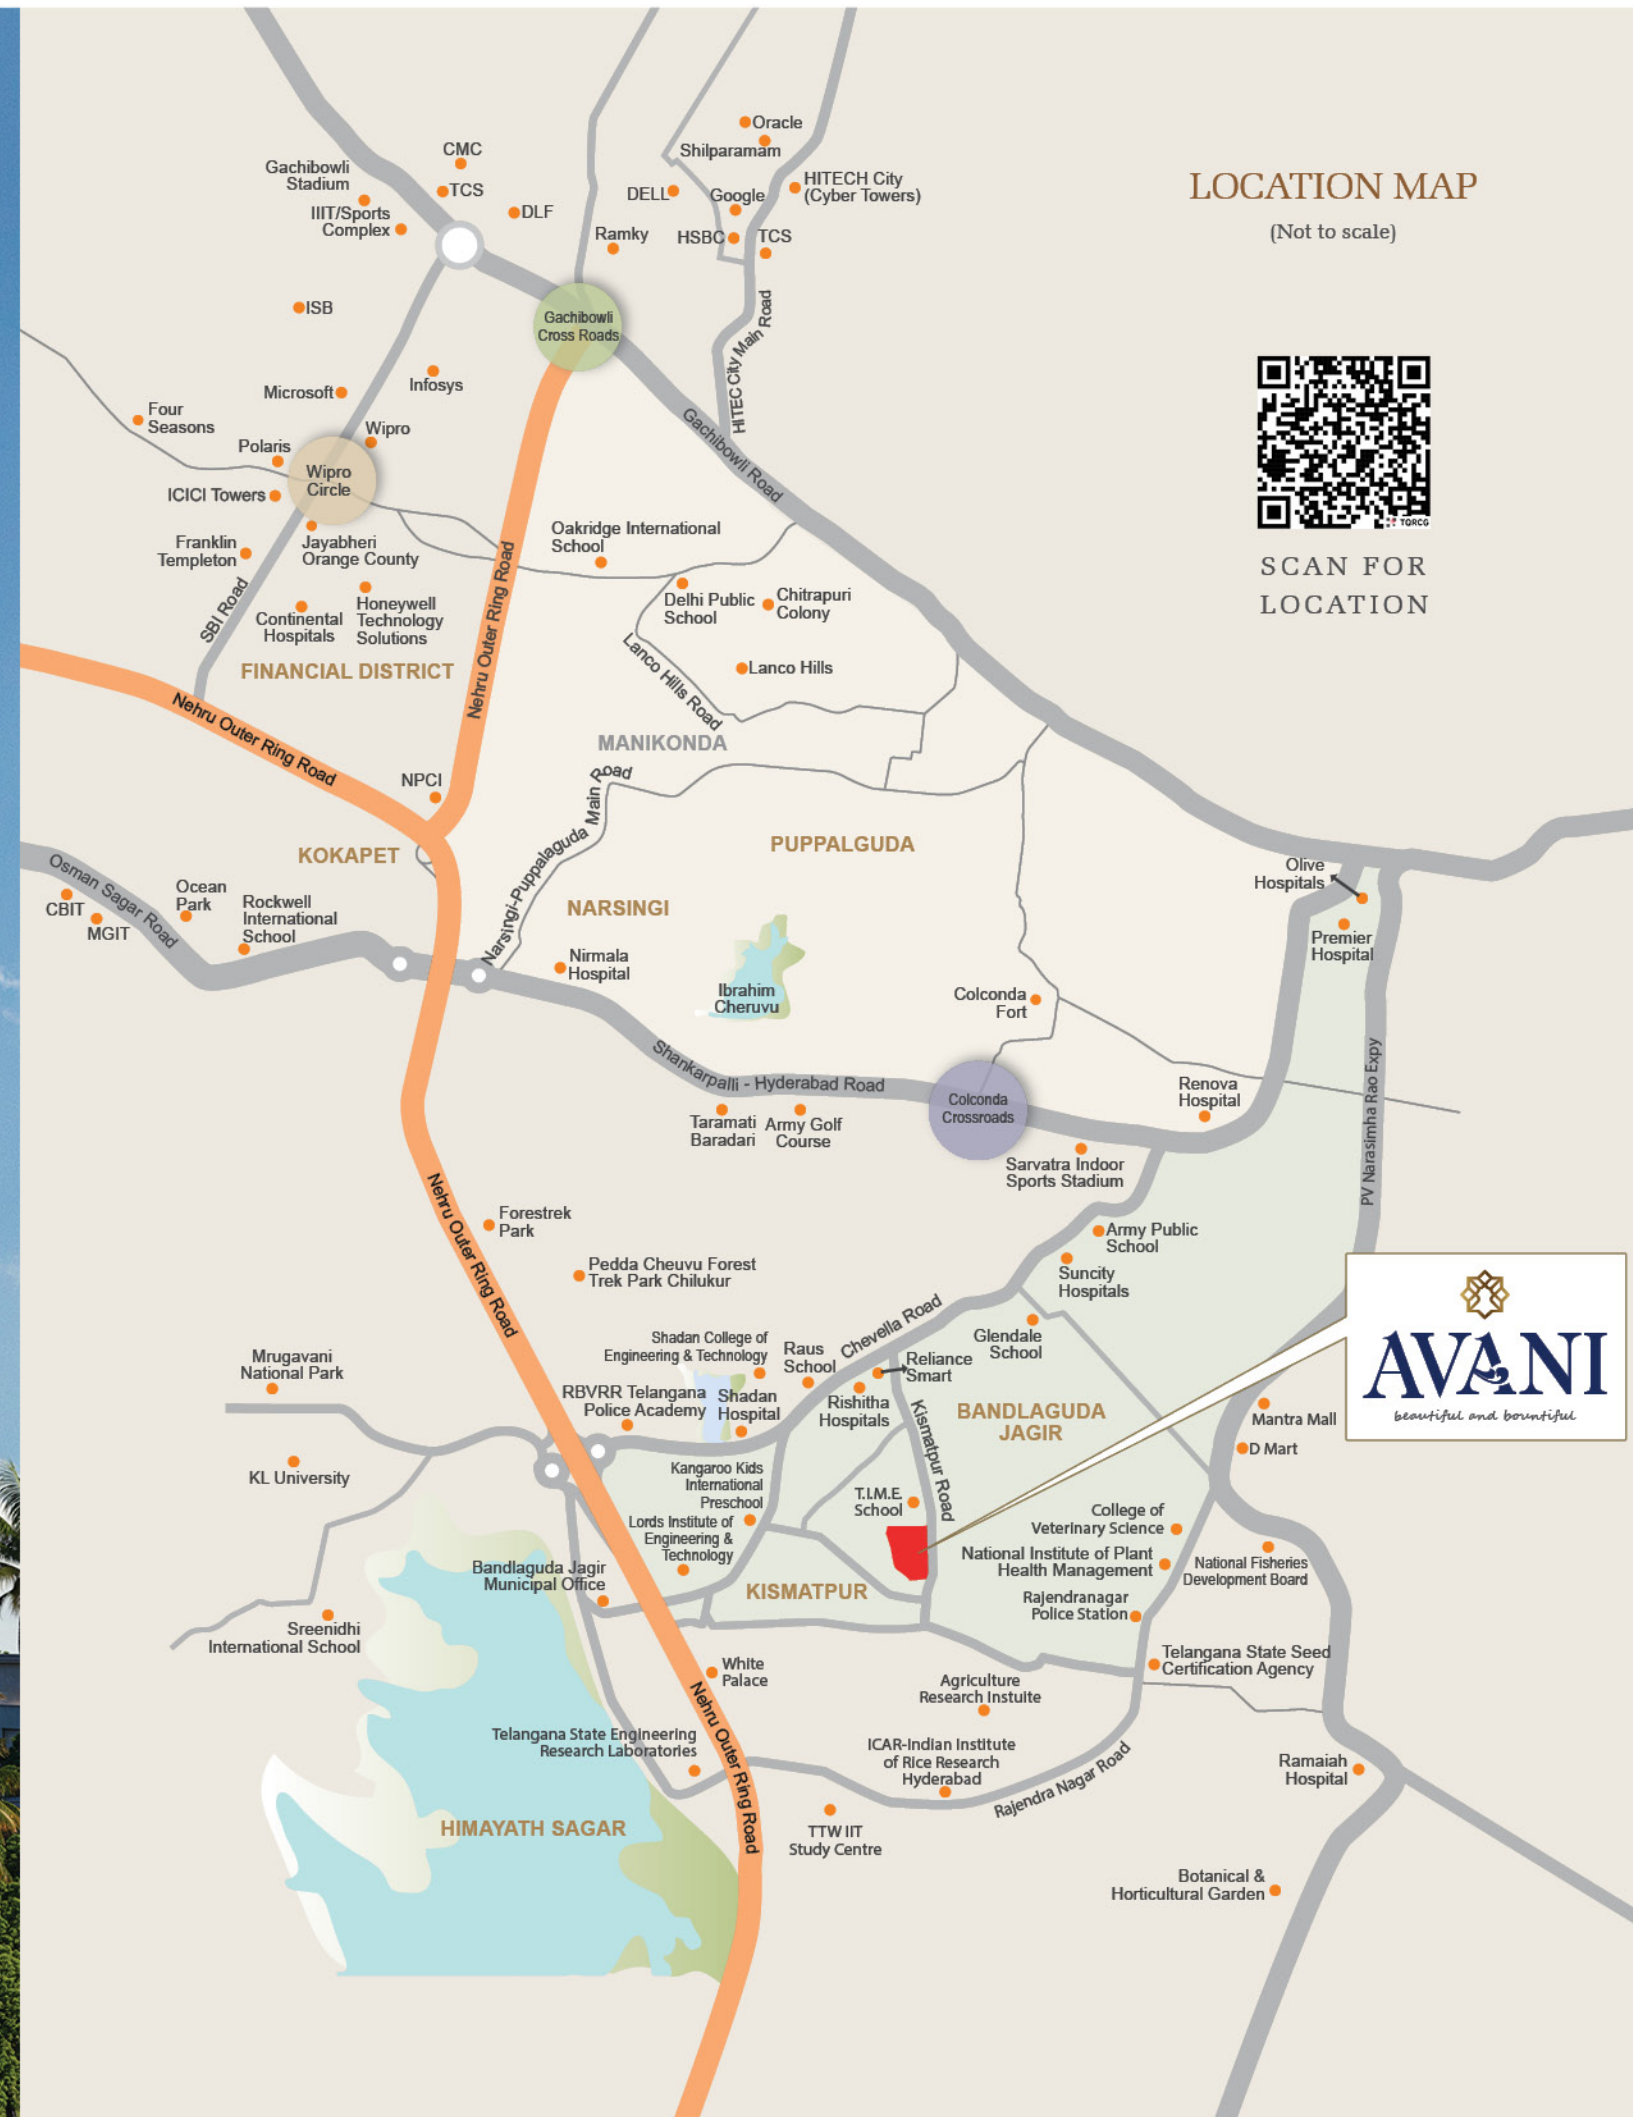 LOCATION MAP
(Not to scale)
TQRCG
SCAN FOR
LOCATION
Oracle
Shilparamam
CMC
TCS
Gachibowli
Stadium
IIIT/Sports
Complex
DLF
DELL
Google
HITECH City
(Cyber Towers)
Ramky
HSBC
TCS
ISB
Gachibowli
Cross Roads
HITEC City Main Road
Infosys
Microsoft
Four
Seasons
Wipro
Polaris
Wipro
Circle
Gachibowli Road
ICICI Towers
Franklin
Templeton
Jayabheri
Orange County
Oakridge International
School
Delhi Public
School
Chitrapuri
Colony
SBI Road
Continental
Hospitals
Honeywell
Technology
Solutions
Nehru Outer Ring Road
FINANCIAL DISTRICT
Lanco Hills
Lanco Hills Road
Nehru Outer Ring Road
MANIKONDA
NPCI
Narsingi-Puppalaguda Main Road
PUPPALGUDA
KOKAPET
Osman Sagar Road
CBIT
MGIT
Ocean
Park
Rockwell
International
School
NARSINGI
Nirmala
Hospital
Ibrahim
Cheruvu
Olive
Hospitals
Premier
Hospital
Colconda
Fort
Shankarpalli - Hyderabad Road
Colconda
Crossroads
Renova
Hospital
PV Narasimha Rao Expy
Taramati
Baradari
Army Golf
Course
Sarvatra Indoor
Sports Stadium
Nehru Outer Ring Road
Forestrek
Park
Army Public
School
Pedda Cheuvu Forest
Trek Park Chilukur
Suncity
Hospitals
AVANI
beautiful and bountiful
Chevella Road
Glendale
School
Shadan College of
Engineering & Technology
Raus
School
Reliance
Smart
Mrugavani
National Park
RBVRR Telangana
Police Academy
Shadan
Hospital
Rishitha
Hospitals
Kismatpur Road
BANDLAGUDA
JAGIR
Mantra Mall
D Mart
KL University
Kangaroo Kids
International
Preschool
T.I.M.E.
School
Lords Institute of
Engineering &
Technology
College of
Veterinary Science
National Institute of Plant
Health Management
National Fisheries
Development Board
Bandlaguda Jagir
Municipal Office
KISMATPUR
Rajendranagar
Police Station
Sreenidhi
International School
Telangana State Seed
Certification Agency
White
Palace
Agriculture
Research Instuite
Nehru Outer Ring Road
Telangana State Engineering
Research Laboratories
ICAR-Indian Institute
of Rice Research
Hyderabad
Rajendra Nagar Road
Ramaiah
Hospital
HIMAYATH SAGAR
TTW IIT
Study Centre
Botanical &
Horticultural Garden